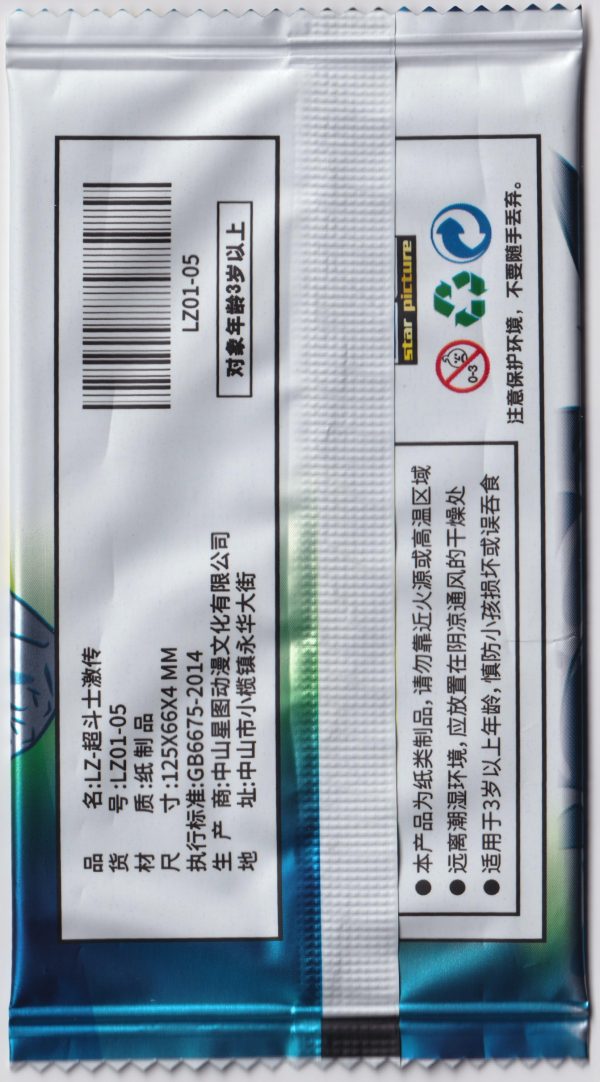 品 名:LZ-超斗士激传
货 号:LZ01-05
材 质:纸制品
尺 寸:125X66X4 MM
执行标准:GB6675-2014
生 产 商:中山星图动漫文化有限公司
地 址:中山市小榄镇永华大街
LZ01-05
对象年龄3岁以上
star picture
0-3
注意保护环境，不要随手丢弃。
●本产品为纸类制品,请勿靠近火源或高温区域
●远离潮湿环境,应放置在阴凉通风的干燥处
●适用于3岁以上年龄,慎防小孩损坏或误吞食